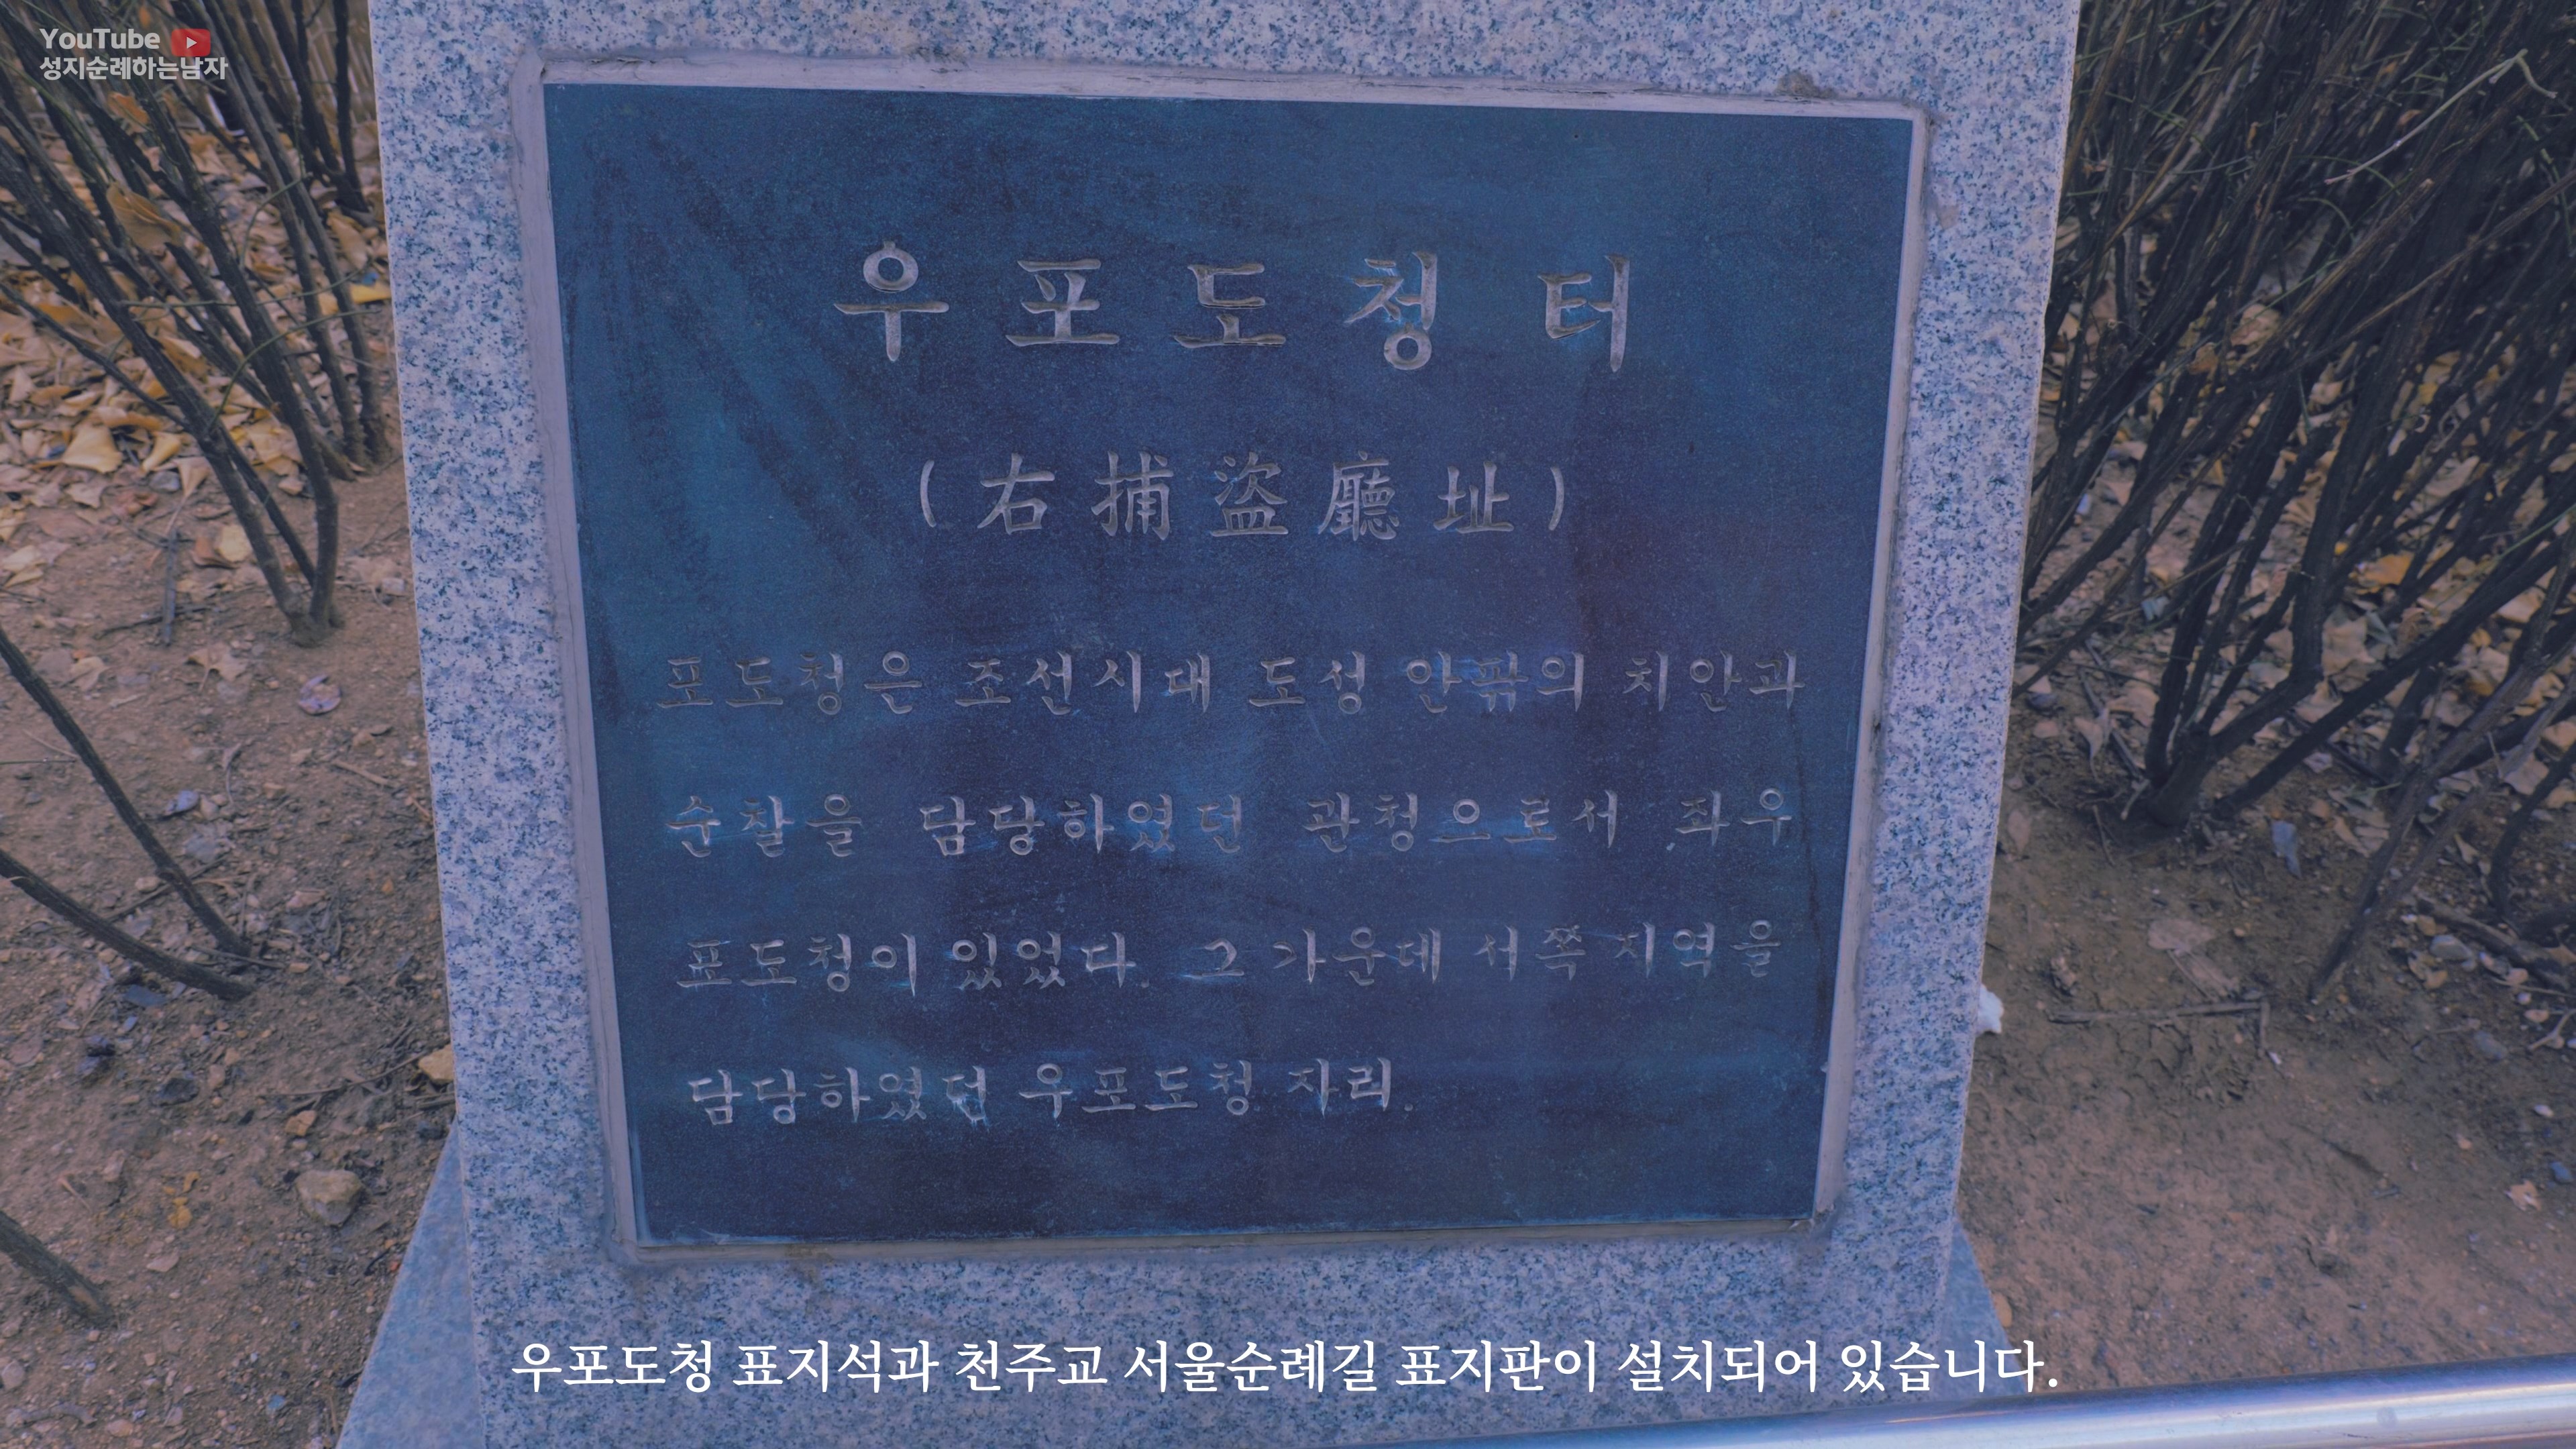 YouTube
성지순례하는남자
우포도청터
(右捕盜廳址)
포도청은 조선시대 도성 안팎의 치안과
순찰을 담당하였던 관청으로서 좌우
포도청이 있었다. 그 가운데 서쪽 지역을
담당하였던 우포도청 자리.
우포도청 표지석과 천주교 서울순례길 표지판이 설치되어 있습니다.